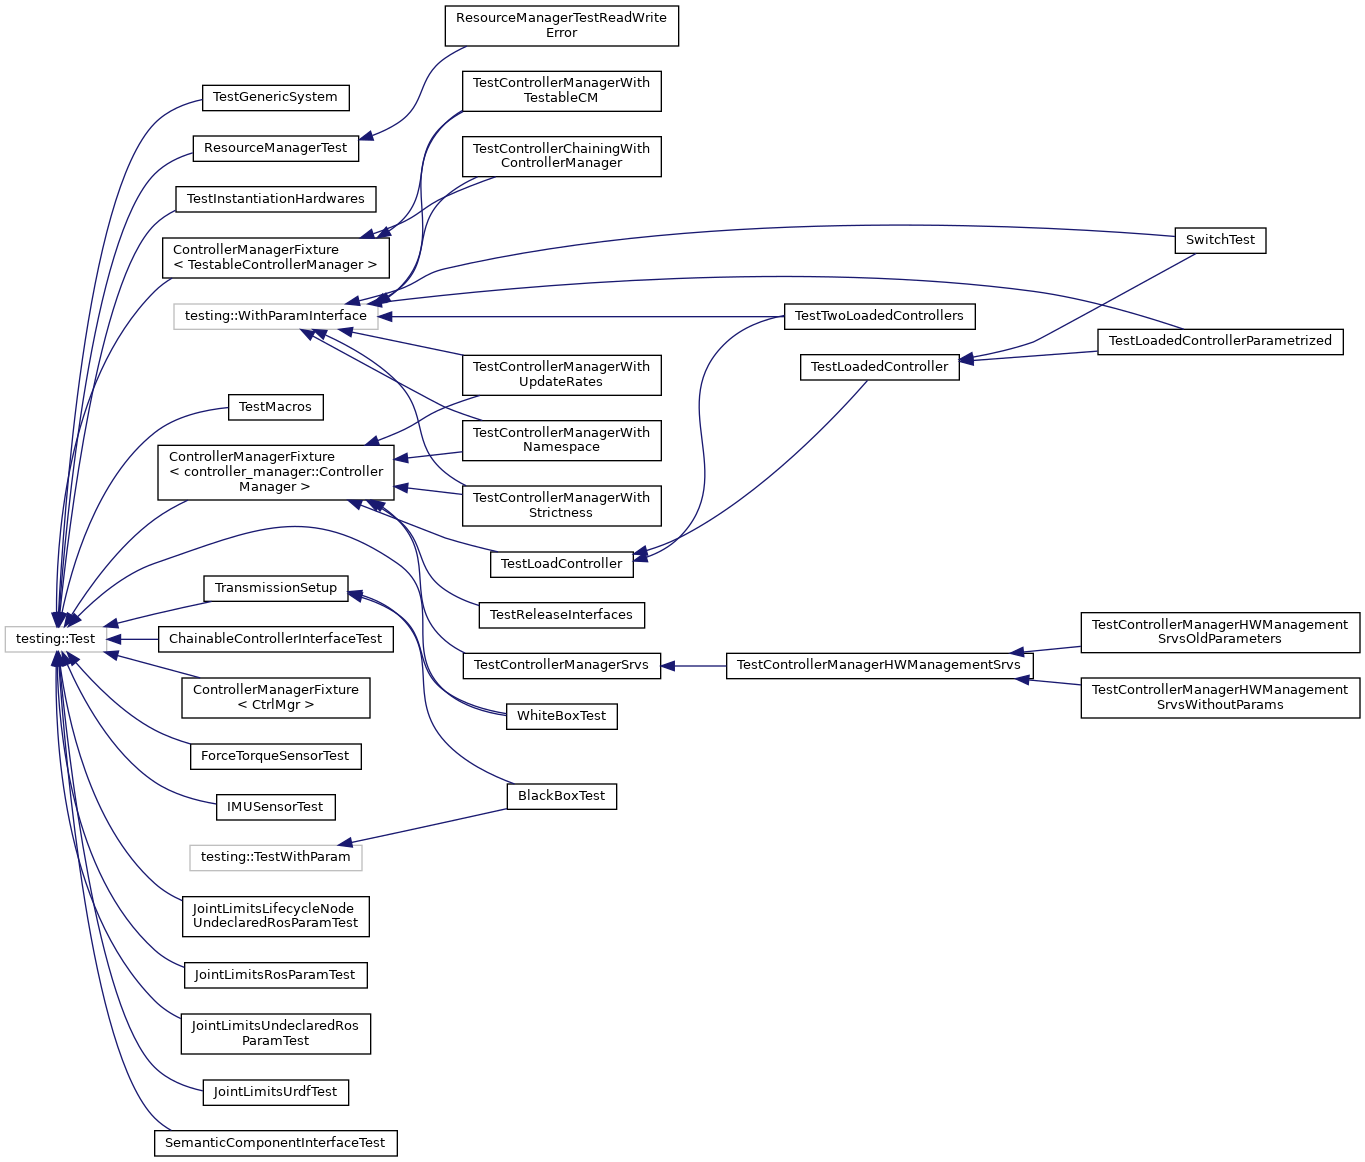 ResourceManagerTestReadWrite
Error
TestControllerManagerWith
TestableCM
TestGenericSystem
ResourceManagerTest
TestControllerChainingWith
ControllerManager
TestInstantiationHardwares
ControllerManagerFixture
< TestableControllerManager >
SwitchTest
testing::WithParamInterface
TestTwoLoadedControllers
TestLoadedControllerParametrized
TestLoadedController
TestControllerManagerWith
UpdateRates
TestMacros
TestControllerManagerWith
Namespace
ControllerManagerFixture
< controller_manager::Controller
Manager >
TestControllerManagerWith
Strictness
TestLoadController
TransmissionSetup
TestReleaseInterfaces
testing::Test
ChainableControllerInterfaceTest
TestControllerManagerHWManagement
SrvsOldParameters
TestControllerManagerSrvs
TestControllerManagerHWManagementSrvs
ControllerManagerFixture
< CtrlMgr >
TestControllerManagerHWManagement
SrvsWithoutParams
WhiteBoxTest
ForceTorqueSensorTest
BlackBoxTest
IMUSensorTest
testing::TestWithParam
JointLimitsLifecycleNode
UndeclaredRosParamTest
JointLimitsRosParamTest
JointLimitsUndeclaredRos
ParamTest
JointLimitsUrdfTest
SemanticComponentInterfaceTest